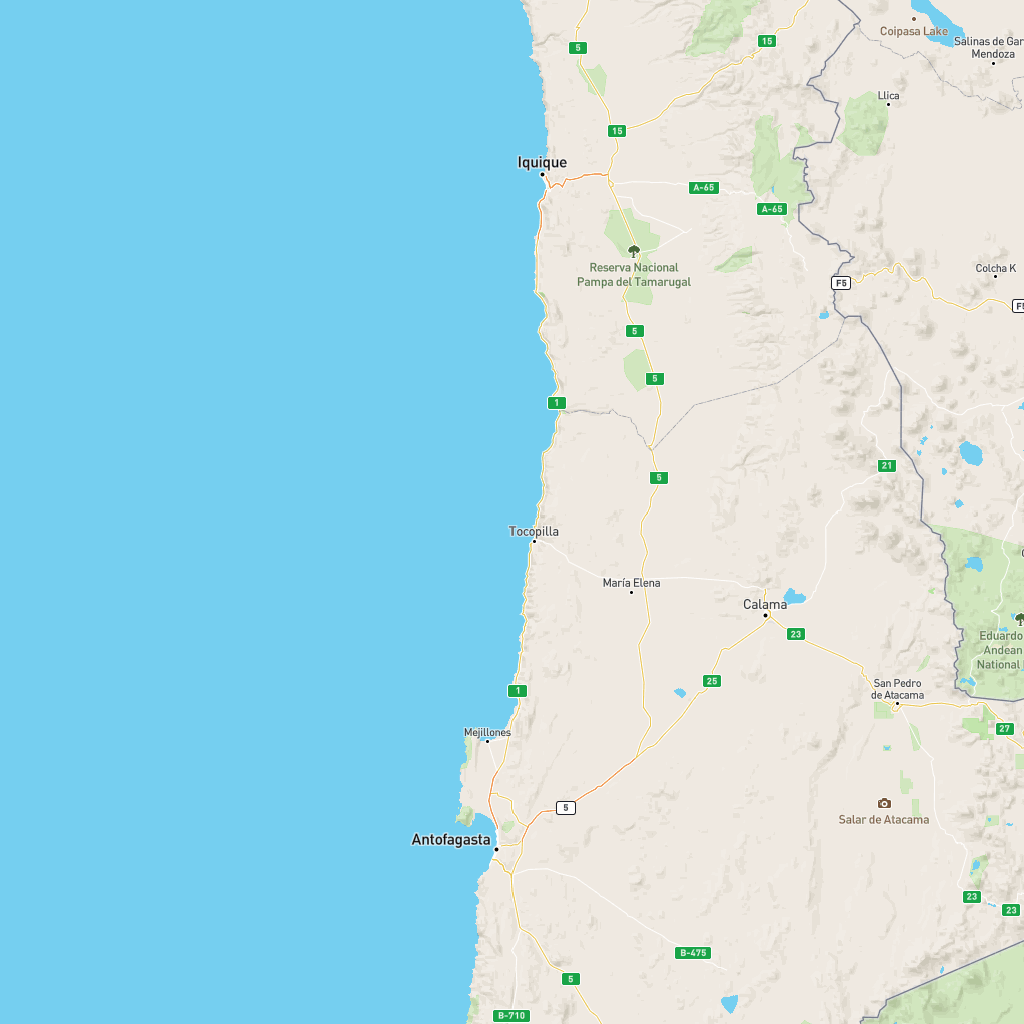 Coipasa Lake
Salinas de Gar
Mendoza
5
15
Llica
15
Iquique
A-65
A-65
Reserva Nacional
Pampa del Tamarugal
Colcha K
F5
5
5
1
21
5
Tocopilla
María Elena
Calama
23
Eduardo
Andean
National
25
San Pedro
de Atacama
1
27
Mejillones
5
Salar de Atacama
Antofagasta
23
23
B-475
5
B-710